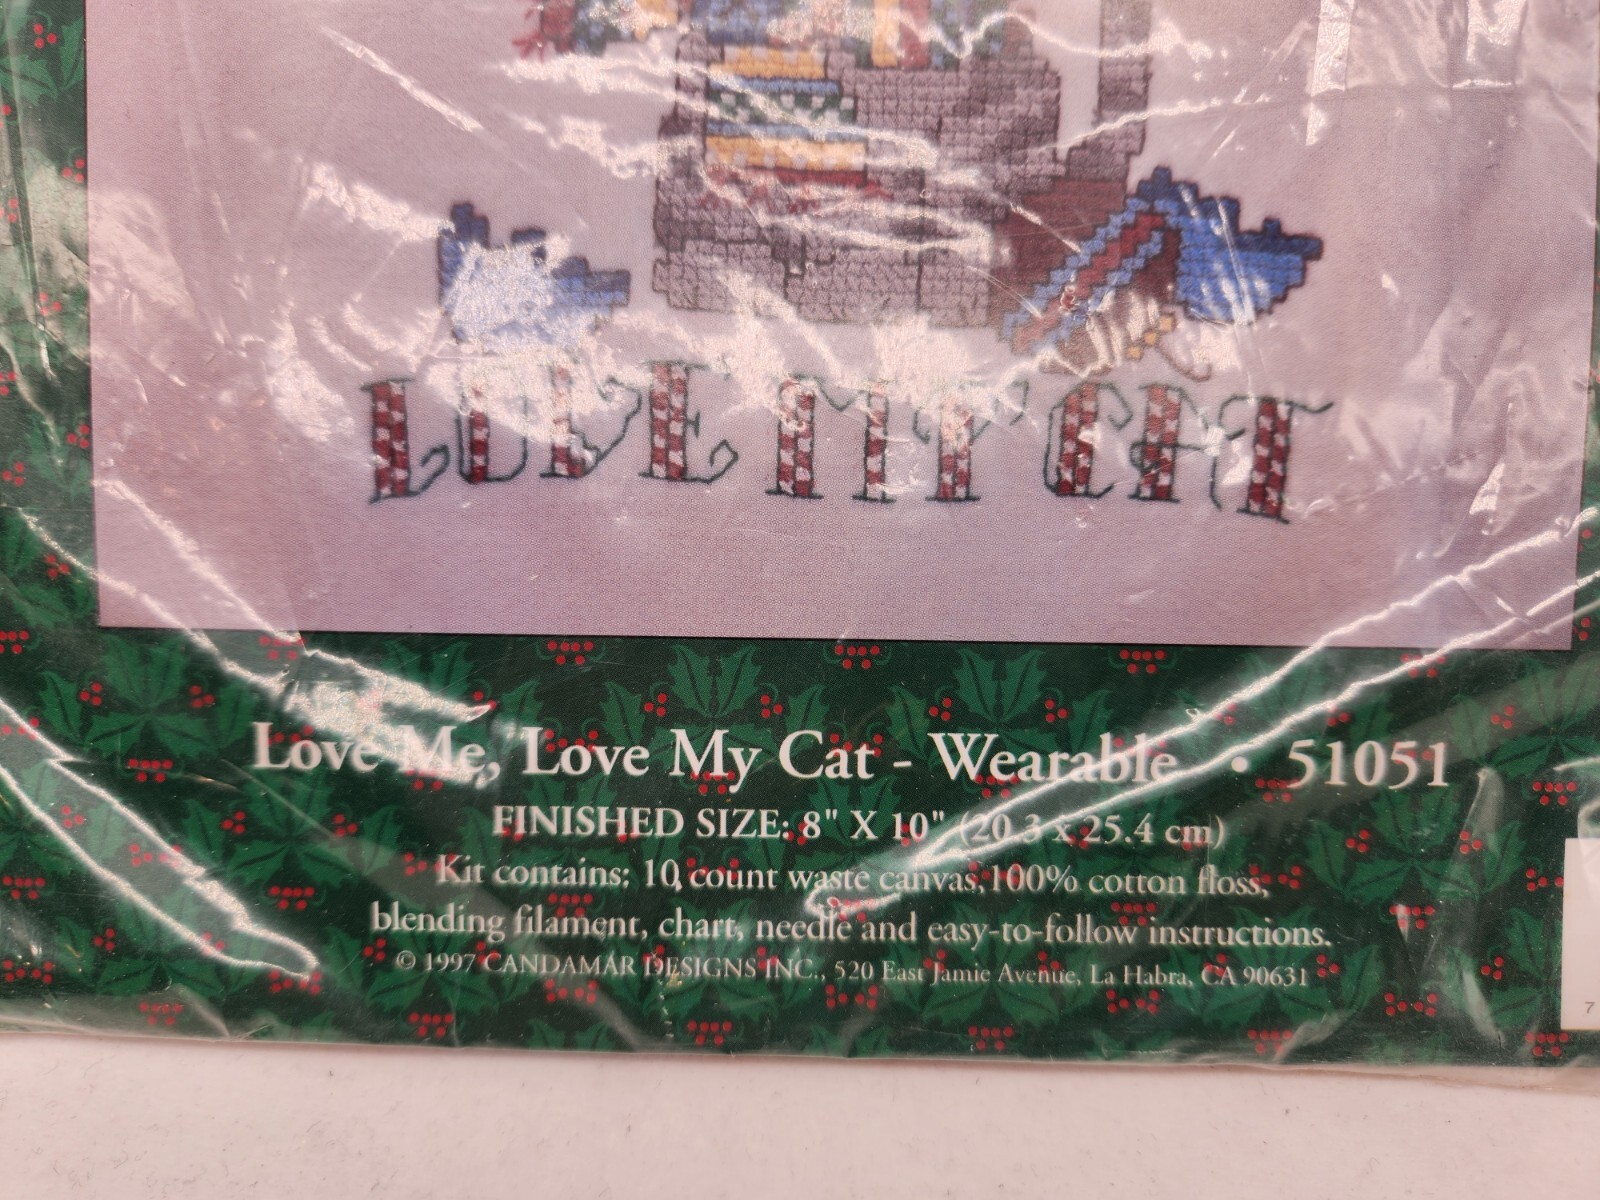 LOVE MY CAT
Love Me, Love My Cat - Wearable • 51051
FINISHED SIZE: 8" X 10" (20.3 x 25.4 cm)
Kit contains: 10 count waste canvas,100% cotton floss,
blending filament, chart, needle and easy-to-follow instructions.
© 1997 CANDAMAR DESIGNS INC., 520 East Jamie Avenue, La Habra, CA 90631
7